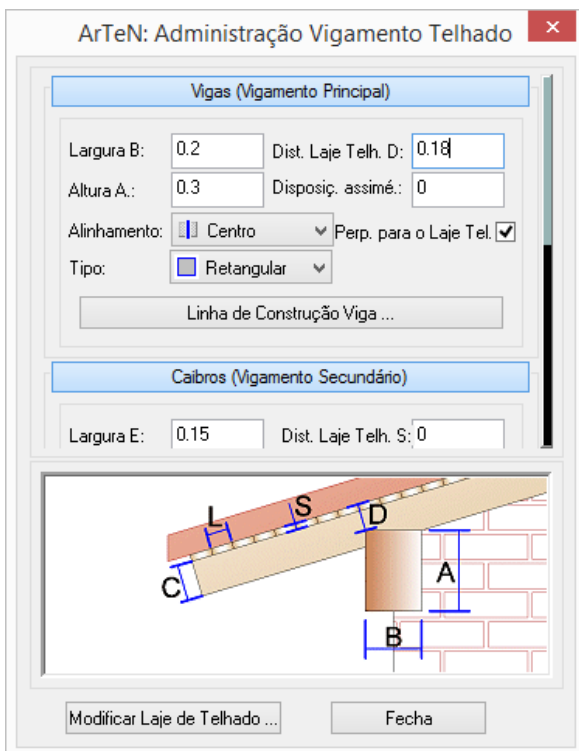 ArTeN: Administração Vigamento Telhado
Vigas (Vigamento Principal)
Largura B: 0.2 Dist. Laje Telh. D: 0.18
Altura A.: 0.3 Disposiç. assimé.: 0
Alinhamento: Centro Perp. para o Laje Tel.
Tipo: Retangular
Linha de Construção Viga ...
Caibros (Vigamento Secundário)
Largura E: 0.15 Dist. Laje Telh. S: 0
L S D
C A
B
Modificar Laje de Telhado ... Fecha